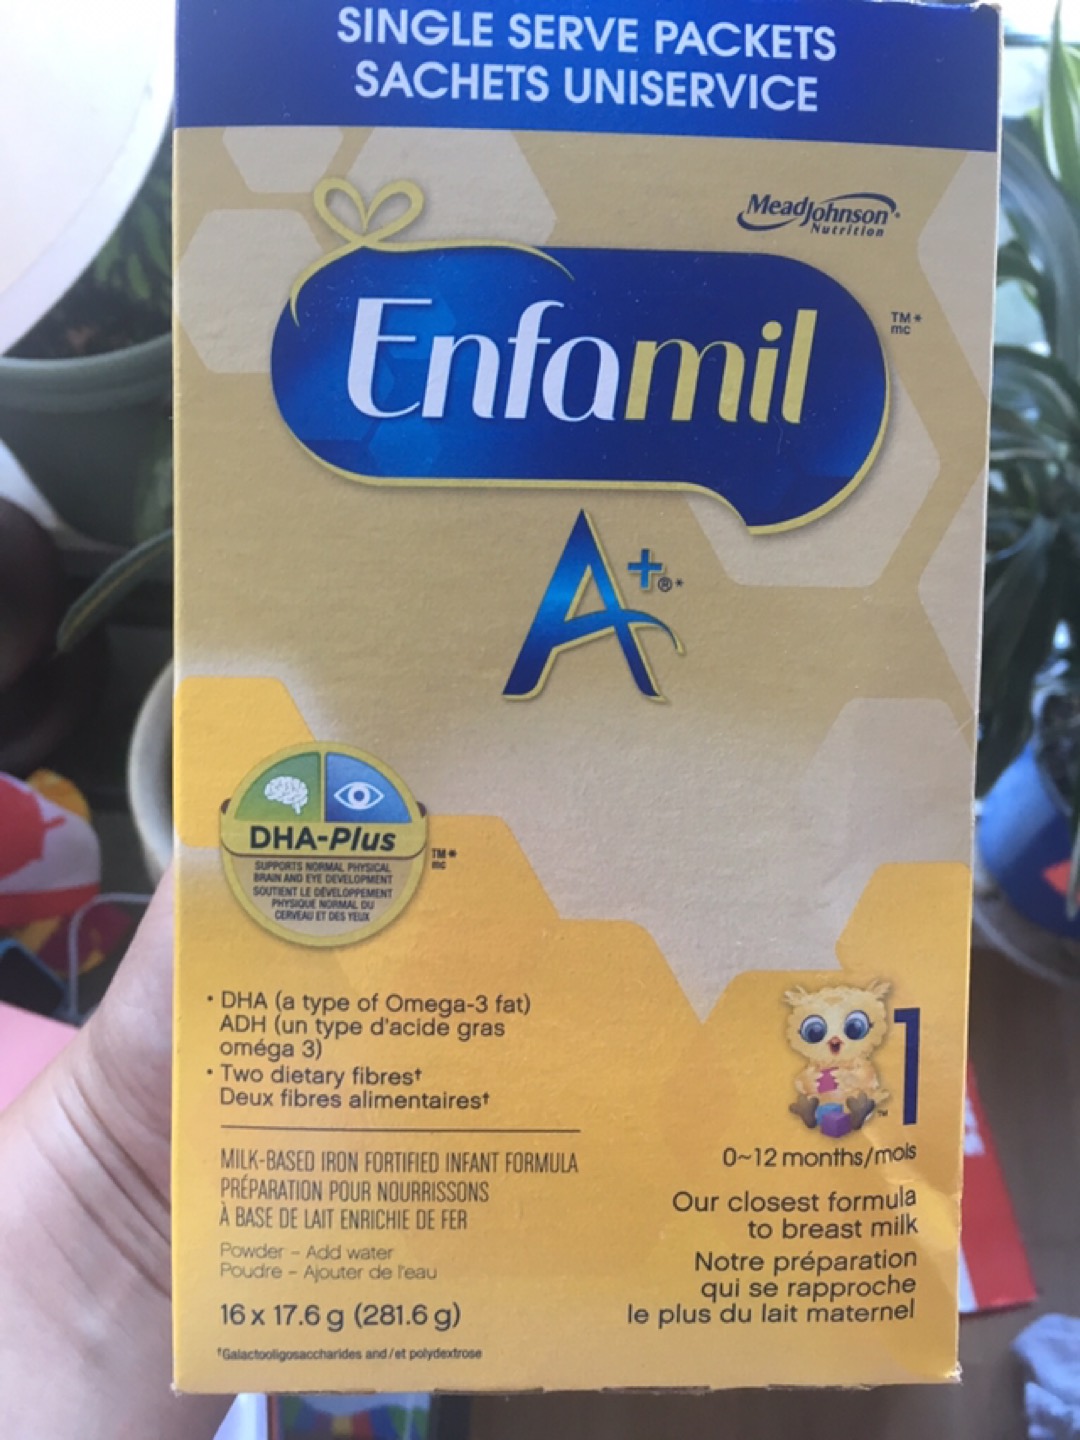 SINGLE SERVE PACKETS
SACHETS UNISERVICE
MeadJohnson
Nutrition
Enfamil
TM*
mc
A+®*
DHA-Plus
TM*
mc
SUPPORTS NORMAL PHYSICAL
BRAIN AND EYE DEVELOPMENT
SOUTIENT LE DÉVELOPPEMENT
PHYSIQUE NORMAL DU
CERVEAU ET DES YEUX
• DHA (a type of Omega-3 fat)
ADH (un type d'acide gras
oméga 3)
• Two dietary fibres†
Deux fibres alimentaires†
MILK-BASED IRON FORTIFIED INFANT FORMULA
PRÉPARATION POUR NOURRISSONS
À BASE DE LAIT ENRICHIE DE FER
Powder – Add water
Poudre – Ajouter de l'eau
16 x 17.6 g (281.6 g)
†Galactooligosaccharides and/et polydextrose
1
TM
0~12 months/mois
Our closest formula
to breast milk
Notre préparation
qui se rapproche
le plus du lait maternel